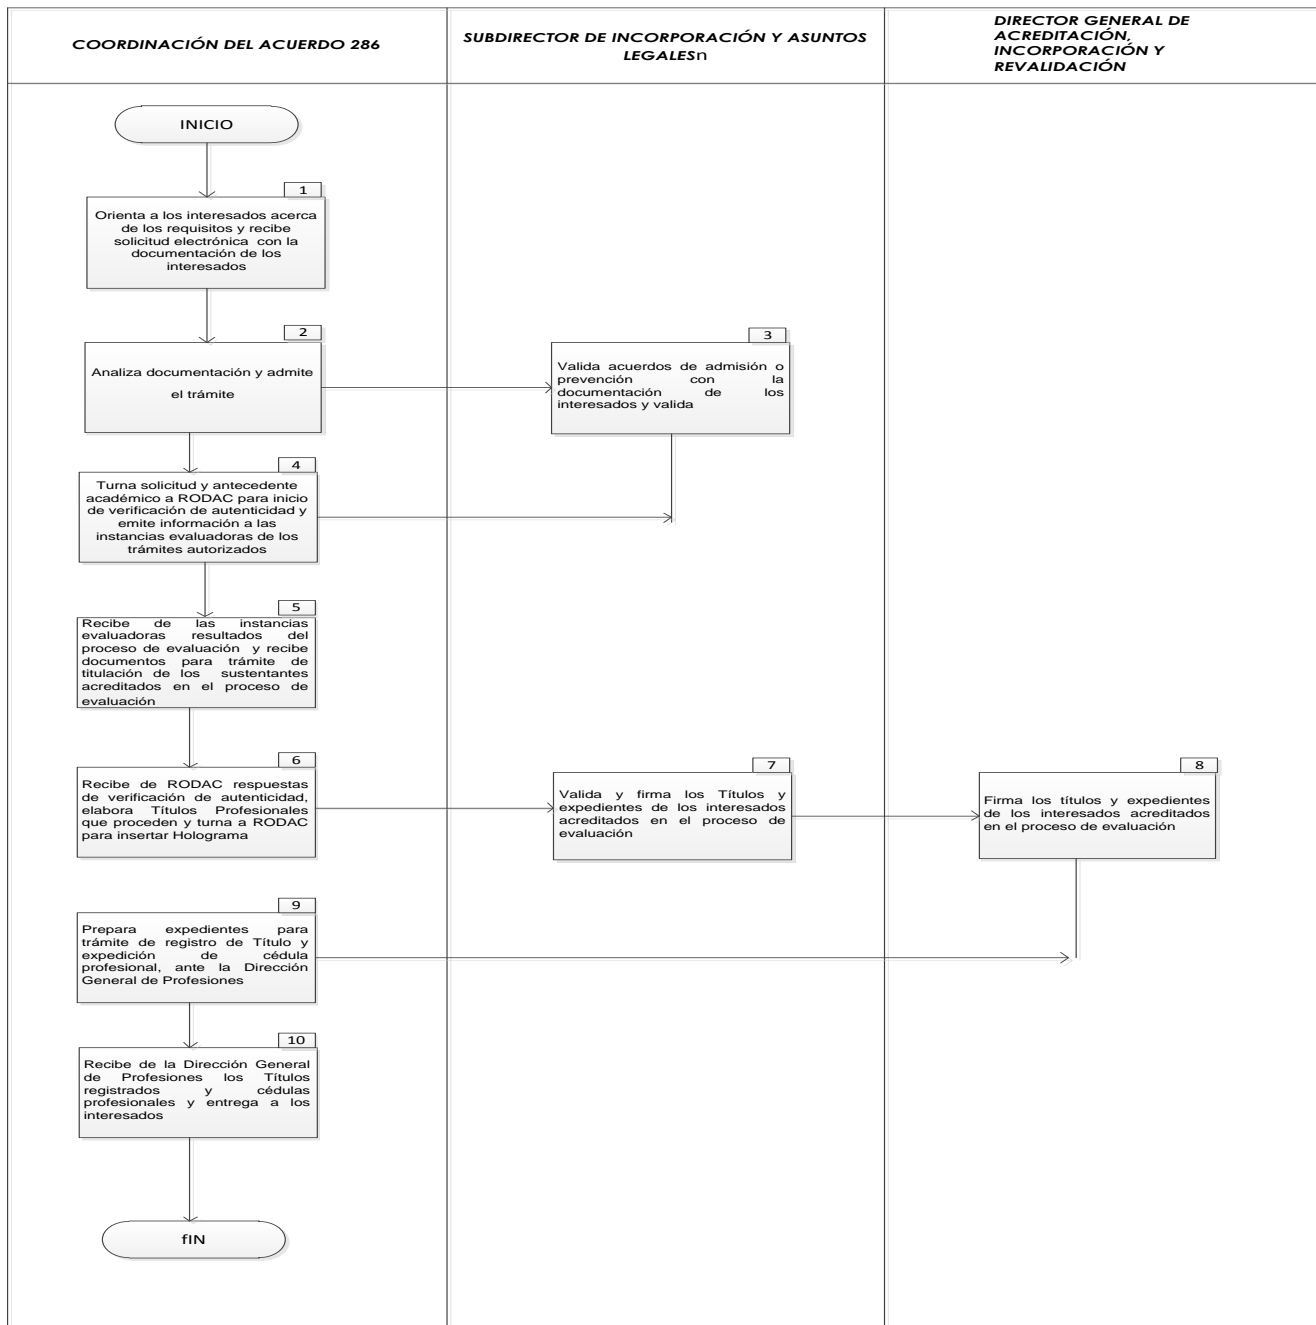 COORDINACIÓN DEL ACUERDO 286
SUBDIRECTOR DE INCORPORACIÓN Y ASUNTOS
LEGALESn
DIRECTOR GENERAL DE
ACREDITACIÓN,
INCORPORACIÓN Y
REVALIDACIÓN
INICIO
1
Orienta a los interesados acerca
de los requisitos y recibe
solicitud electrónica con la
documentación de los
interesados
2
Analiza documentación y admite
el trámite
3
Valida acuerdos de admisión o
prevención con la
documentación de los
interesados y valida
4
Turna solicitud y antecedente
académico a RODAC para inicio
de verificación de autenticidad y
emite información a las
instancias evaluadoras de los
trámites autorizados
5
Recibe de las instancias
evaluadoras resultados del
proceso de evaluación y recibe
documentos para trámite de
titulación de los sustentantes
acreditados en el proceso de
evaluación
6
Recibe de RODAC respuestas
de verificación de autenticidad,
elabora Títulos Profesionales
que proceden y turna a RODAC
para insertar Holograma
7
Valida y firma los Títulos y
expedientes de los interesados
acreditados en el proceso de
evaluación
8
Firma los títulos y expedientes
de los interesados acreditados
en el proceso de evaluación
9
Prepara expedientes para
trámite de registro de Título y
expedición de cédula
profesional, ante la Dirección
General de Profesiones
10
Recibe de la Dirección General
de Profesiones los Títulos
registrados y cédulas
profesionales y entrega a los
interesados
fIN